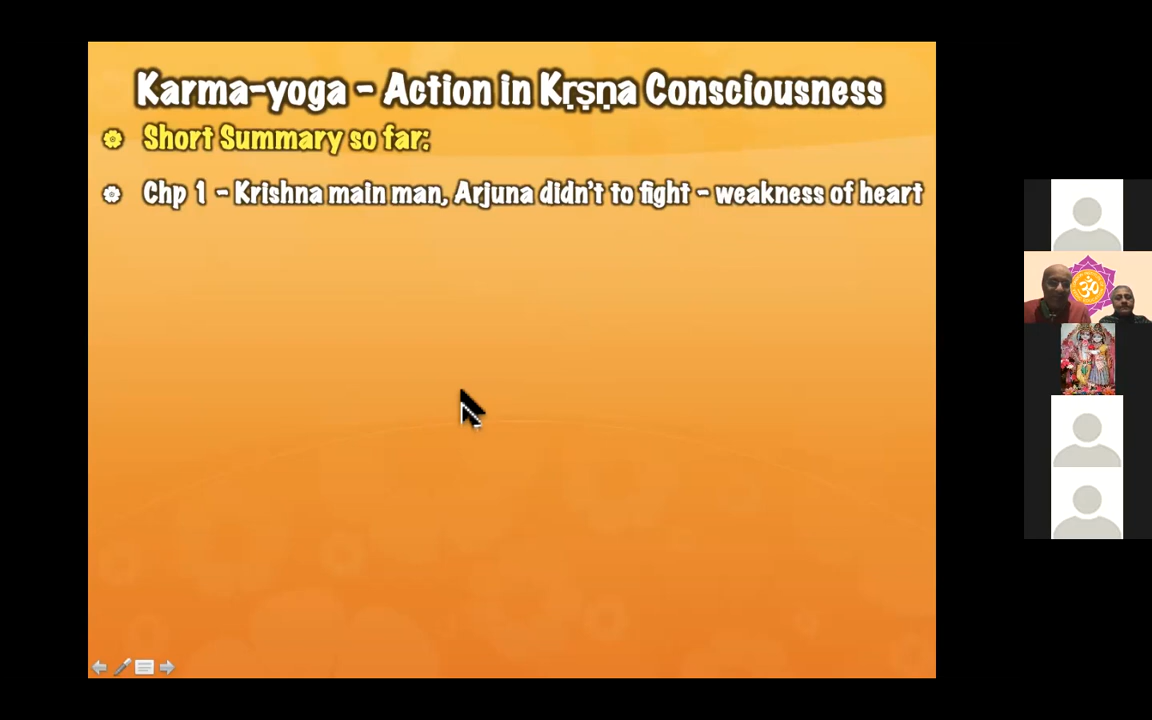 Karma-yoga - Action in Kṛṣṇa Consciousness
Short Summary so far:
Chp 1 - Krishna main man, Arjuna didn't to fight - weakness of heart
ॐ